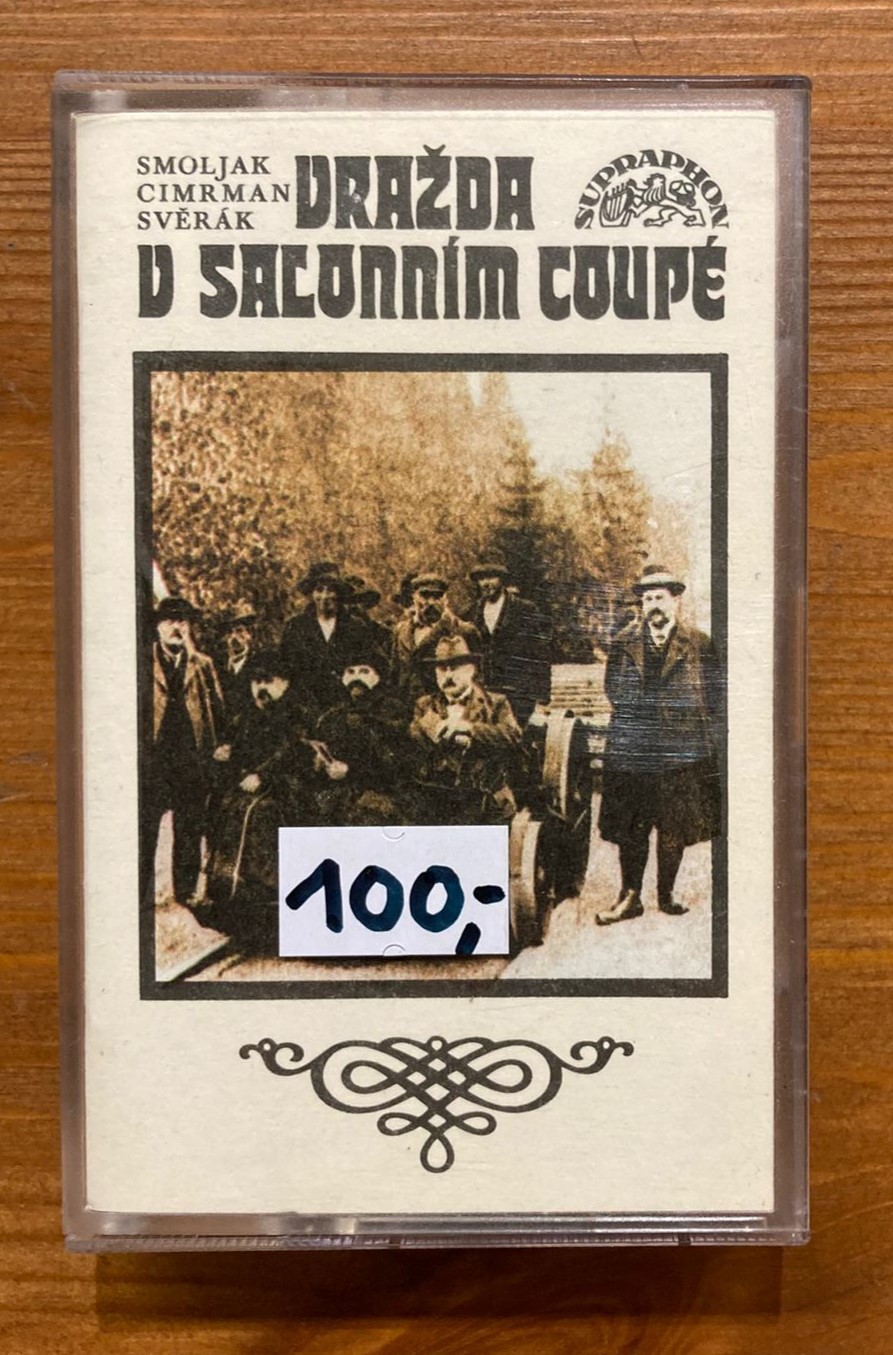 SMOLJAK
CIMRMAN
SVĚRÁK
VRAŽDA
SUPRAPHON
V SALONNÍM COUPÉ
100,-